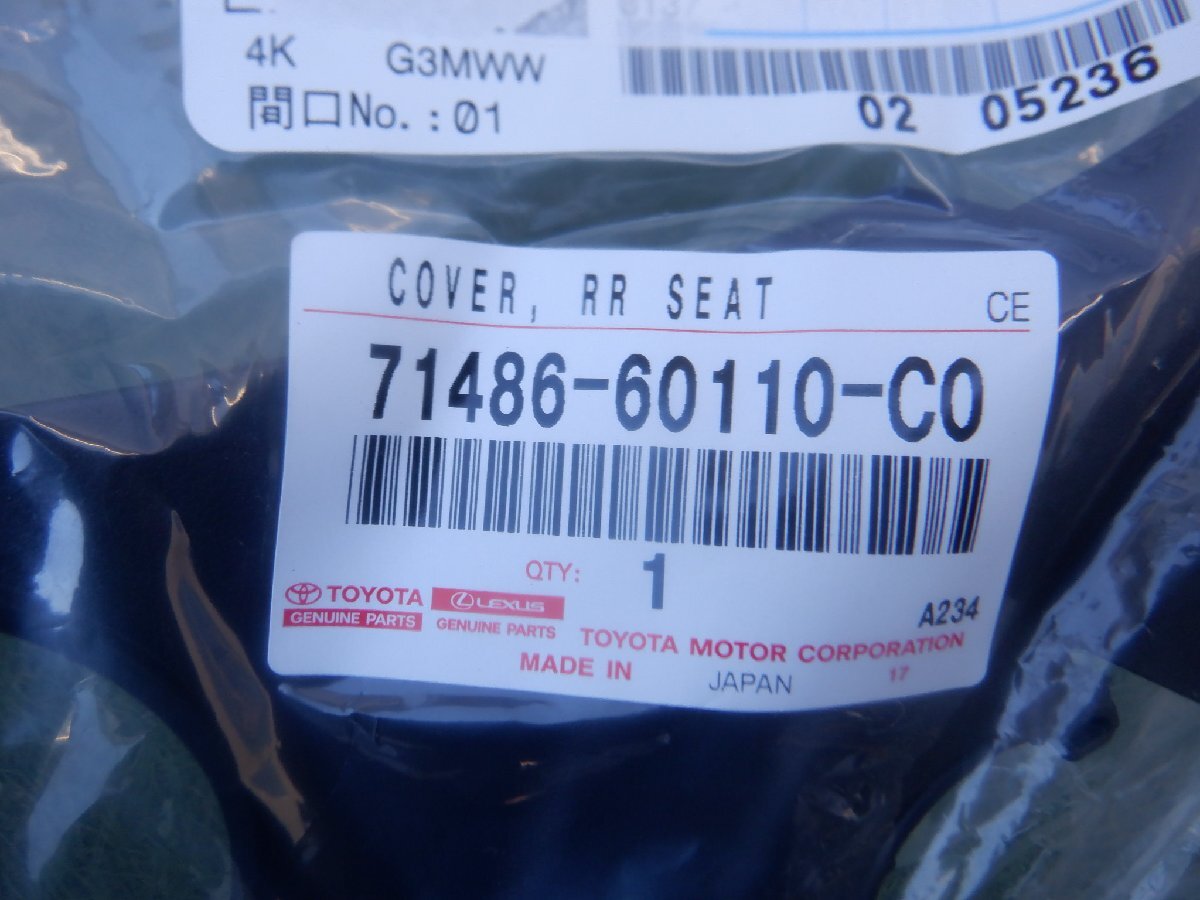 4K G3MWW
間口No.:01
02 05236
COVER, RR SEAT
CE
71486-60110-C0
QTY: 1
TOYOTA
GENUINE PARTS
LEXUS
GENUINE PARTS
A234
TOYOTA MOTOR CORPORATION
MADE IN JAPAN 17